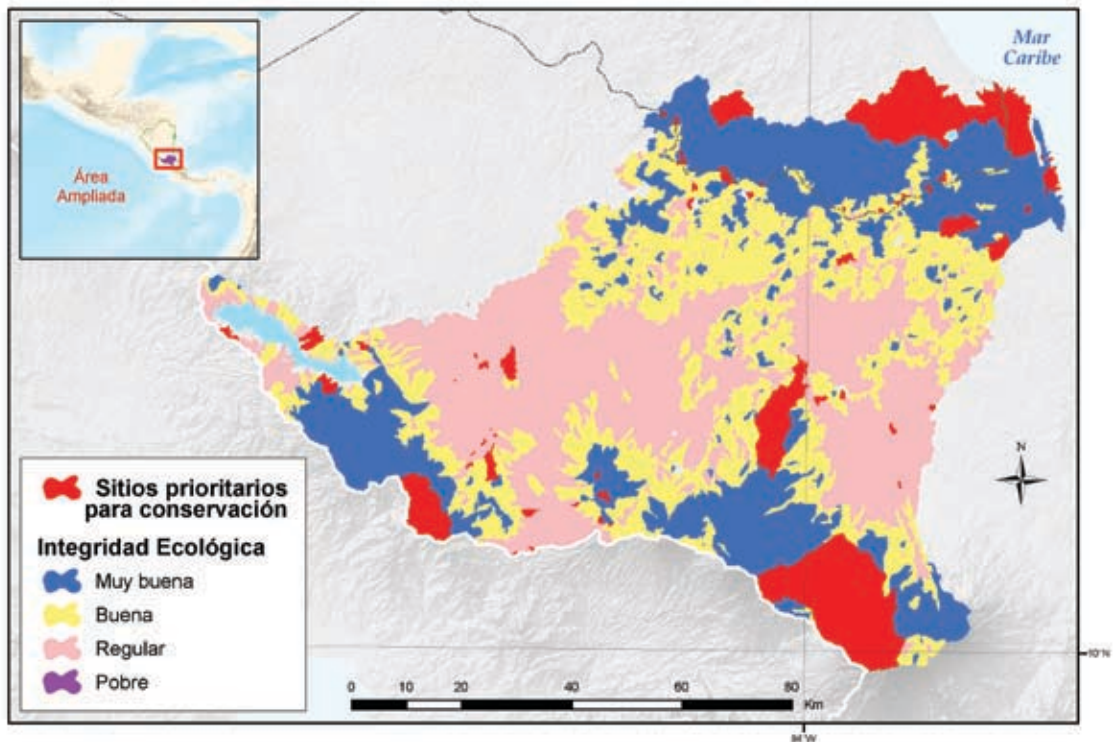 Mar
Caribe
Área
Ampliada
N
Sitios prioritarios
para conservación
Integridad Ecológica
Muy buena
Buena
Regular
Pobre
0 10 20 40 60 80
Km
10°N
84°W